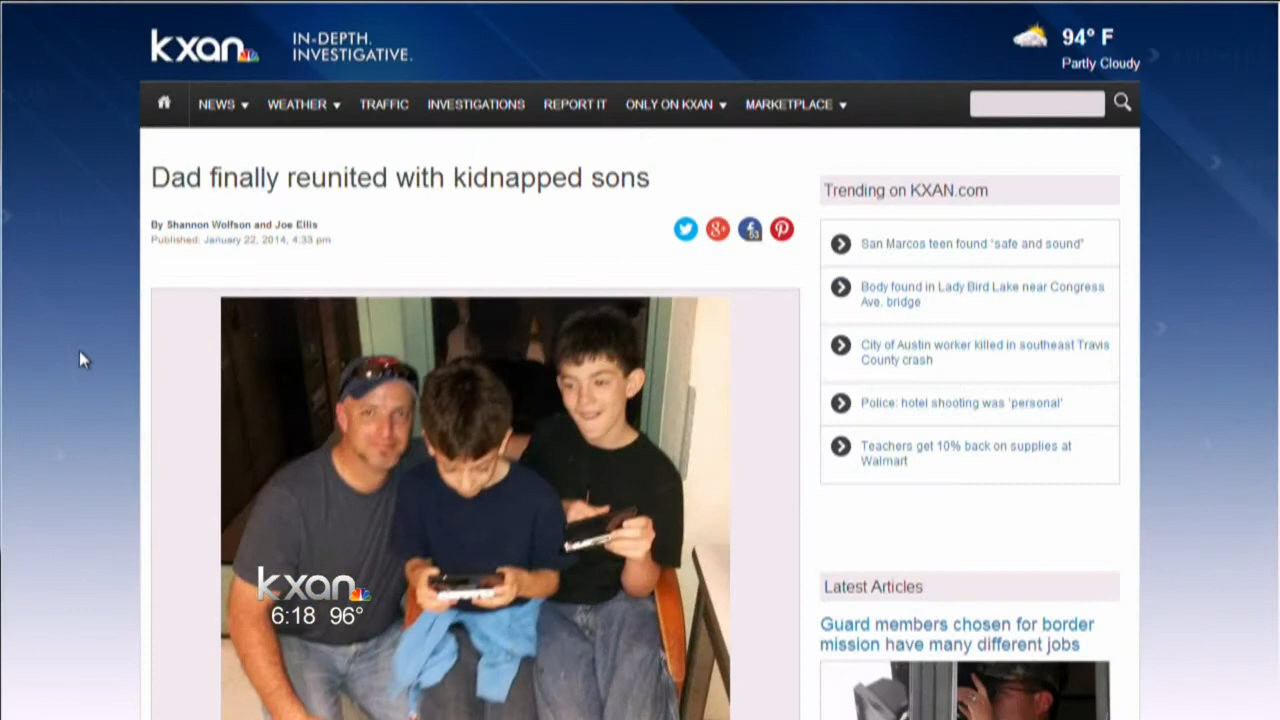 kxan
IN-DEPTH.
INVESTIGATIVE.
94° F
Partly Cloudy
NEWS
WEATHER
TRAFFIC
INVESTIGATIONS
REPORT IT
ONLY ON KXAN
MARKETPLACE
Dad finally reunited with kidnapped sons
By Shannon Wolfson and Joe Ellis
Published: January 22, 2014, 4:33 pm
g+
f
53
Trending on KXAN.com
San Marcos teen found “safe and sound”
Body found in Lady Bird Lake near Congress
Ave. bridge
City of Austin worker killed in southeast Travis
County crash
Police: hotel shooting was ‘personal’
Teachers get 10% back on supplies at
Walmart
kxan
6:18 96°
Latest Articles
Guard members chosen for border
mission have many different jobs